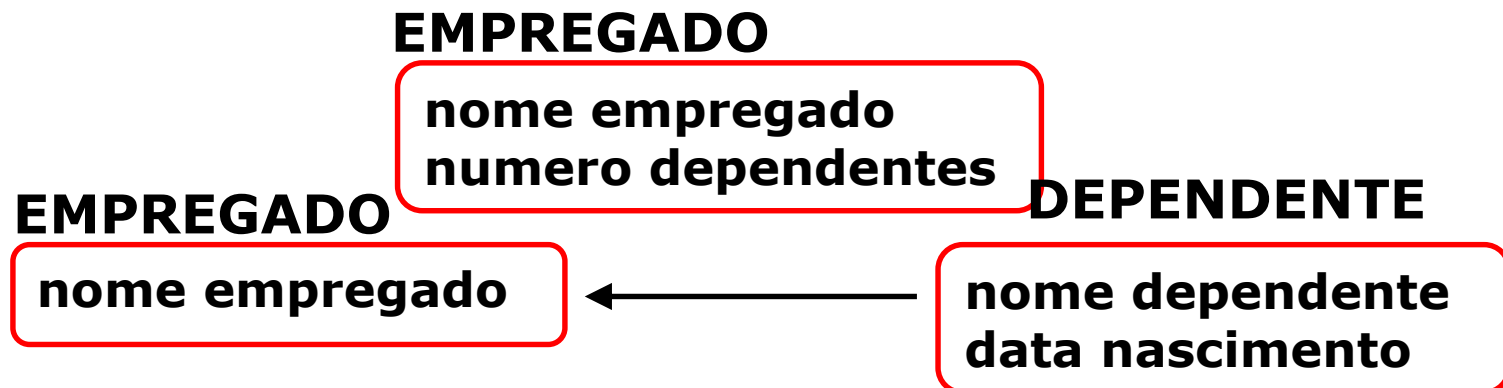 EMPREGADO
nome empregado
numero dependentes
EMPREGADO
nome empregado
DEPENDENTE
nome dependente
data nascimento